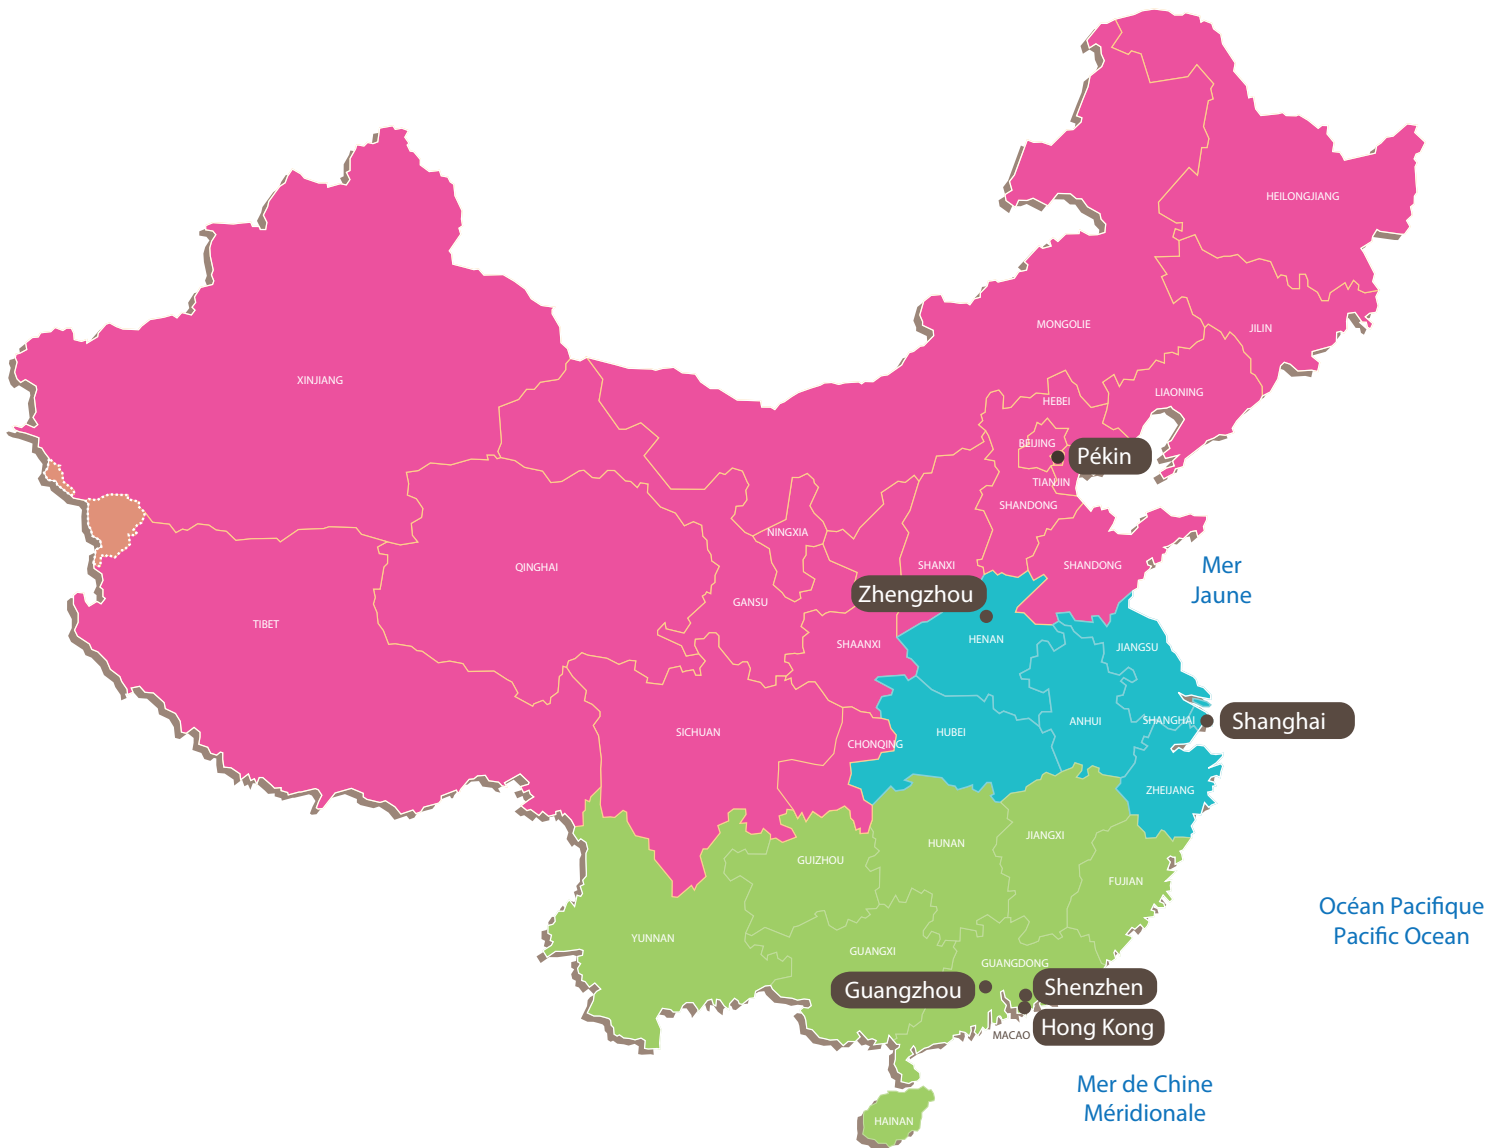 HEILONGJIANG
MONGOLIE
JILIN
XINJIANG
LIAONING
HEBEI
BEIJING
Pékin
TIANJIN
SHANDONG
NINGXIA
SHANXI
SHANDONG
QINGHAI
Mer
Jaune
GANSU
Zhengzhou
TIBET
HENAN
SHAANXI
JIANGSU
SICHUAN
CHONQING
HUBEI
ANHUI
SHANGHAI
Shanghai
ZHEIJANG
GUIZHOU
HUNAN
JIANGXI
FUJIAN
Océan Pacifique
Pacific Ocean
YUNNAN
GUANGXI
GUANGDONG
Guangzhou
Shenzhen
Hong Kong
MACAO
Mer de Chine
Méridionale
HAINAN